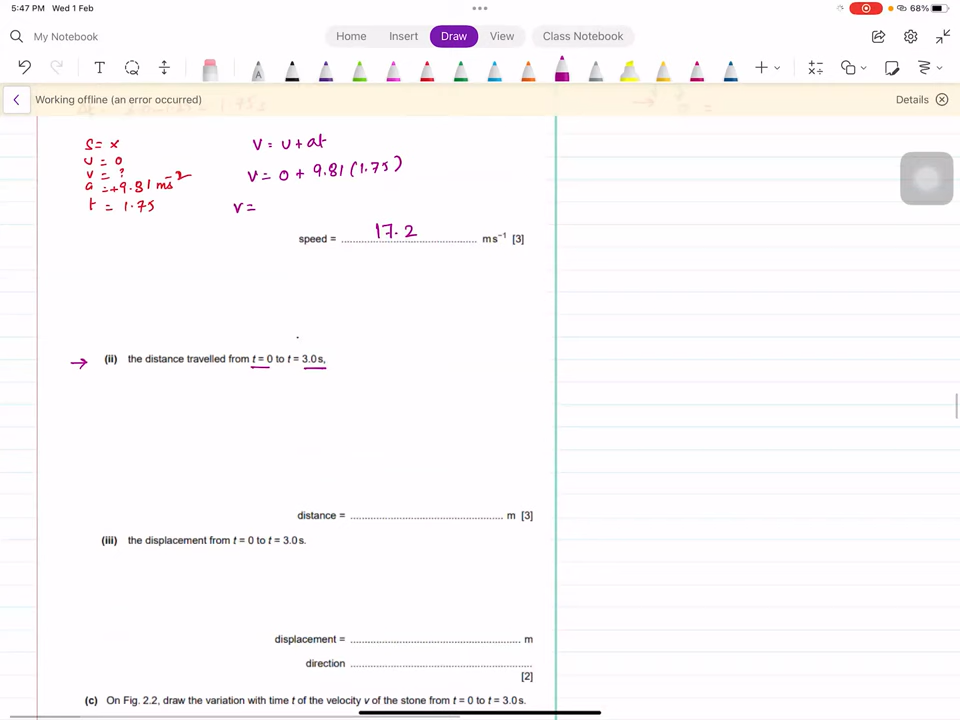 5:47 PM Wed 1 Feb
68%
My Notebook
Home Insert Draw View Class Notebook
A
Working offline (an error occurred)
Details
s = x
u = 0
v = ?
a = +9.81 ms⁻²
t = 1.75
v = u + at
v = 0 + 9.81 (1.75)
v =
17.2
speed = ................ m s⁻¹ [3]
(ii) the distance travelled from t = 0 to t = 3.0 s,
distance = ................ m [3]
(iii) the displacement from t = 0 to t = 3.0 s.
displacement = ................ m
direction ................
[2]
(c) On Fig. 2.2, draw the variation with time t of the velocity v of the stone from t = 0 to t = 3.0 s.